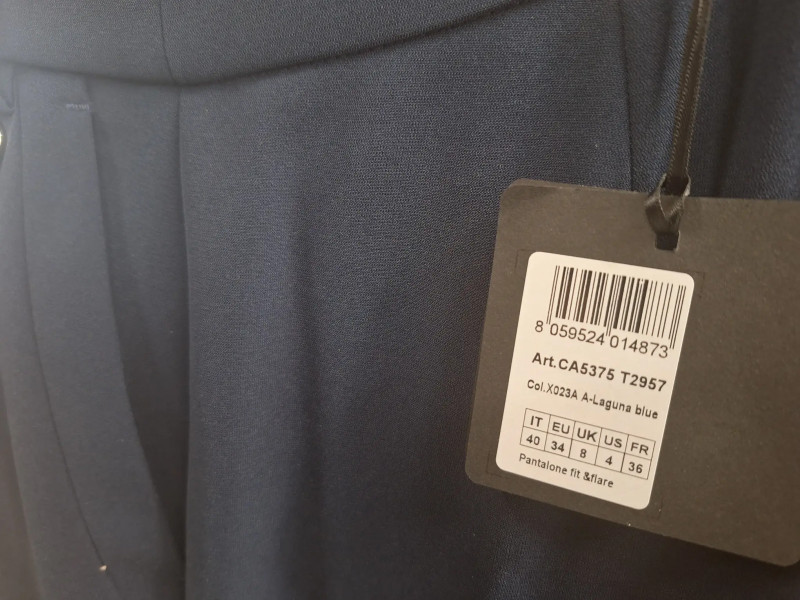 8 059524 014873
Art.CA5375 T2957
Col.X023A A-Laguna blue
IT EU UK US FR
40 34 8 4 36
Pantalone fit &flare